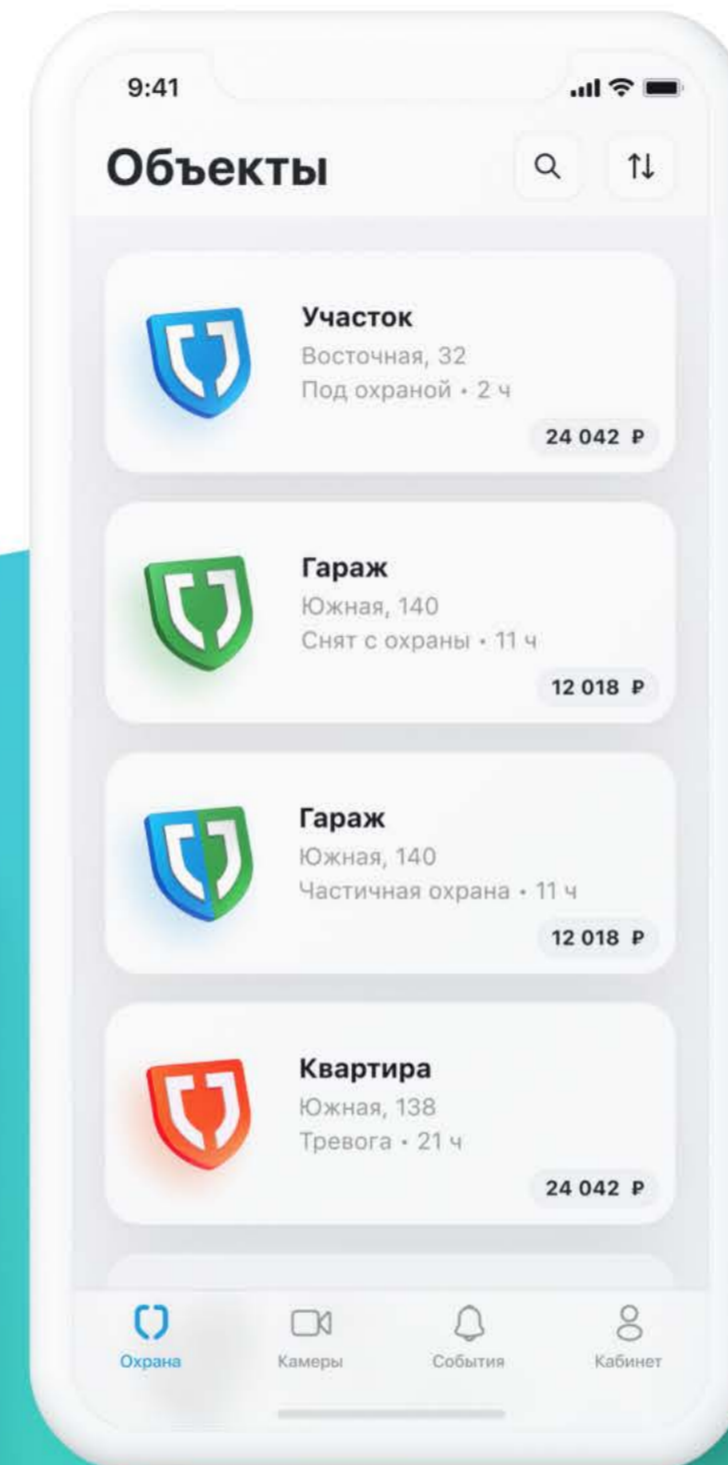 9:41
Объекты
Участок
Восточная, 32
Под охраной • 2 ч
24 042 ₽
Гараж
Южная, 140
Снят с охраны • 11 ч
12 018 ₽
Гараж
Южная, 140
Частичная охрана • 11 ч
12 018 ₽
Квартира
Южная, 138
Тревога • 21 ч
24 042 ₽
Охрана
Камеры
События
Кабинет